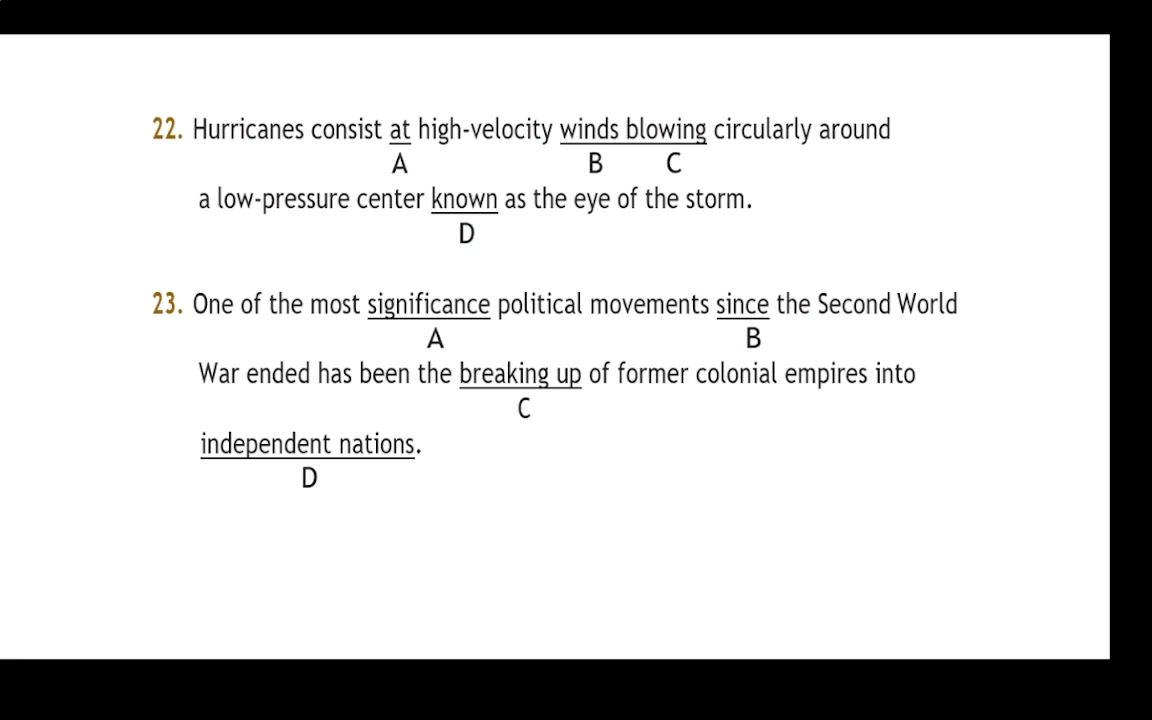 22. Hurricanes consist at high-velocity winds blowing circularly around
A B C
a low-pressure center known as the eye of the storm.
D
23. One of the most significance political movements since the Second World
A B
War ended has been the breaking up of former colonial empires into
C
independent nations.
D